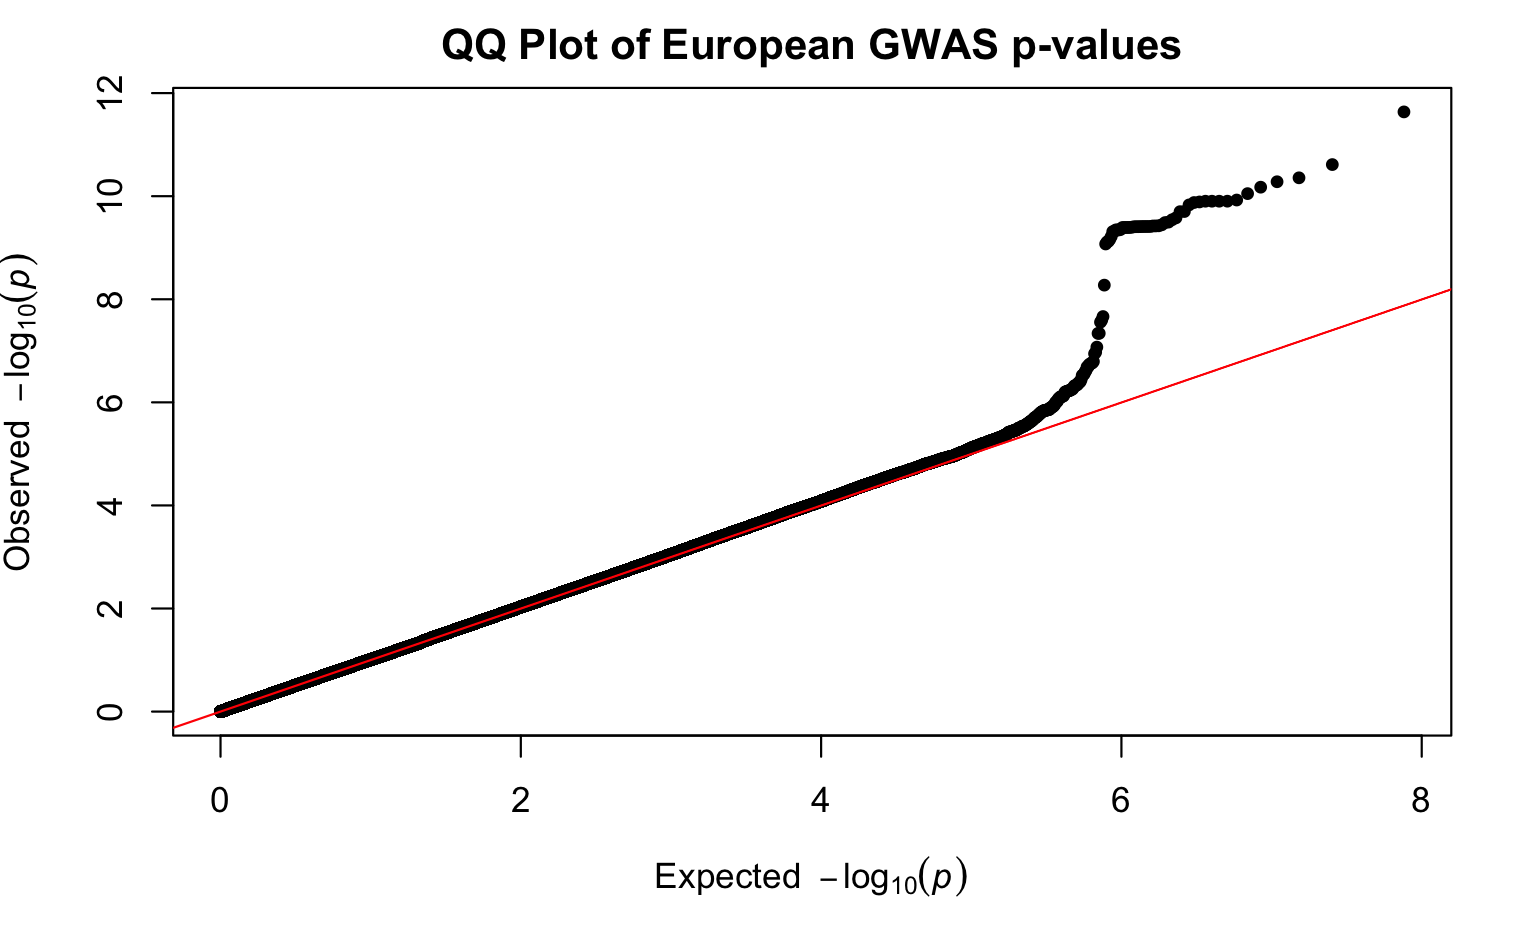 QQ Plot of European GWAS p-values
Observed −log10(p)
12
10
8
6
4
2
0
0 2 4 6 8
Expected −log10(p)